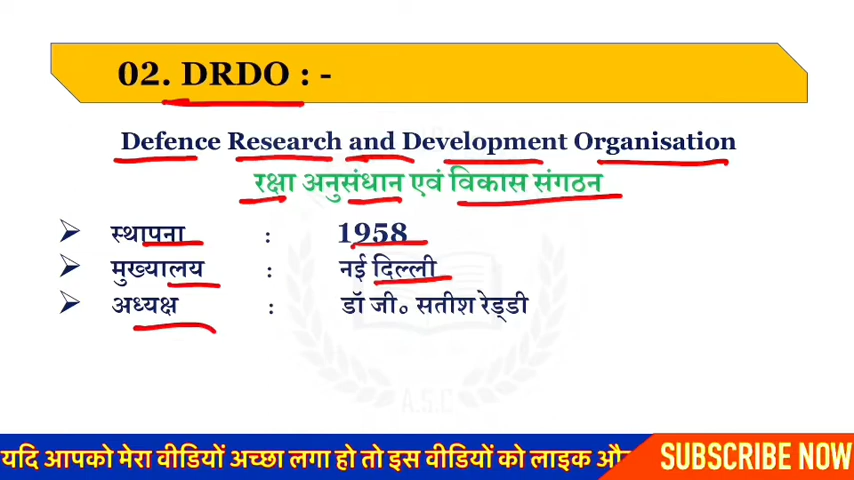 02. DRDO : -
Defence Research and Development Organisation
रक्षा अनुसंधान एवं विकास संगठन
स्थापना : 1958
मुख्यालय : नई दिल्ली
अध्यक्ष : डॉ जी० सतीश रेड्डी
A.S.C
यदि आपको मेरा वीडियों अच्छा लगा हो तो इस वीडियों को लाइक और
SUBSCRIBE NOW